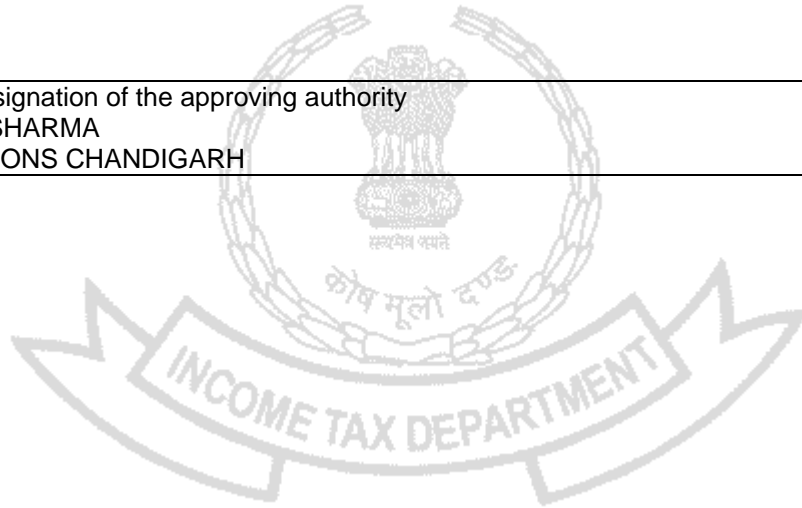 signation of the approving authority
SHARMA
ONS CHANDIGARH
सत्यमेव जयते
कोष मूलो दण्डः
INCOME TAX DEPARTMENT